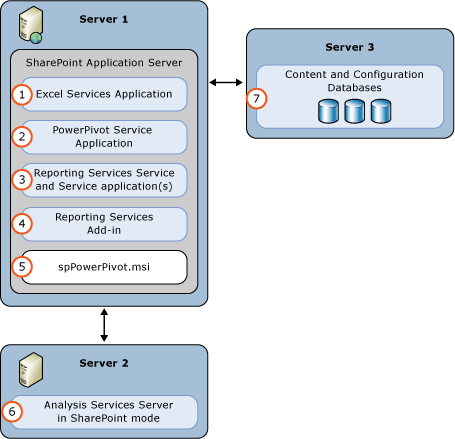 Server 1
SharePoint Application Server
1 Excel Services Application
2 PowerPivot Service
Application
3 Reporting Services Service
and Service application(s)
4 Reporting Services
Add-in
5 spPowerPivot.msi
Server 3
Content and Configuration
Databases
7
Server 2
6 Analysis Services Server
in SharePoint mode